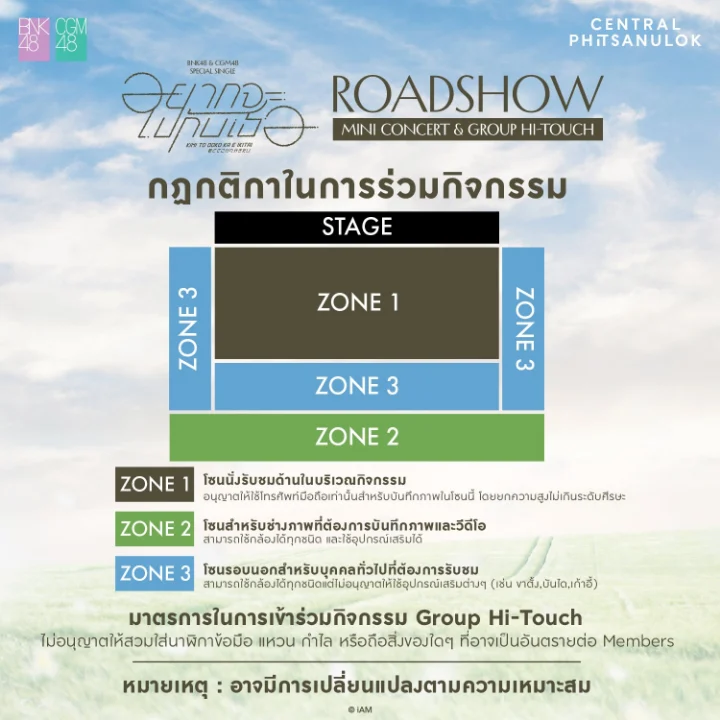 BNK
48
CGM
48
CENTRAL
PHITSANULOK
BNK48 & CGM48
SPECIAL SINGLE
อยากจะ
ไปกับเธอ
KIMI TO DOKO KA E IKITAI
ROADSHOW
MINI CONCERT & GROUP HI-TOUCH
กฎกติกาในการร่วมกิจกรรม
STAGE
ZONE 3
ZONE 1
ZONE 3
ZONE 3
ZONE 2
ZONE 1
โซนนั่งรับชมด้านในบริเวณกิจกรรม
อนุญาตให้ใช้โทรศัพท์มือถือเท่านั้นสำหรับบันทึกภาพในโซนนี้ โดยยกความสูงไม่เกินระดับศีรษะ
ZONE 2
โซนสำหรับช่างภาพที่ต้องการบันทึกภาพและวีดีโอ
สามารถใช้กล้องได้ทุกชนิด และใช้อุปกรณ์เสริมได้
ZONE 3
โซนรอบนอกสำหรับบุคคลทั่วไปที่ต้องการรับชม
สามารถใช้กล้องได้ทุกชนิดแต่ไม่อนุญาตให้ใช้อุปกรณ์เสริมต่างๆ (เช่น ขาตั้ง,บันได,เก้าอี้)
มาตรการในการเข้าร่วมกิจกรรม Group Hi-Touch
ไม่อนุญาตให้สวมใส่นาฬิกาข้อมือ แหวน กำไล หรือถือสิ่งของใดๆ ที่อาจเป็นอันตรายต่อ Members
หมายเหตุ : อาจมีการเปลี่ยนแปลงตามความเหมาะสม
© iAM